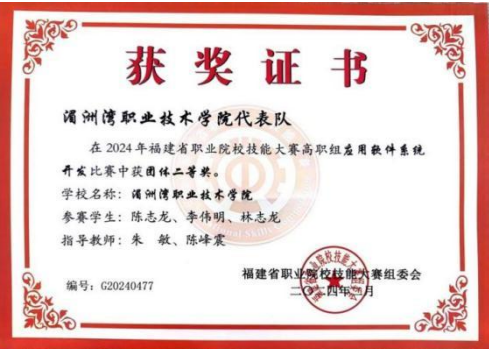 获奖证书
湄洲湾职业技术学院代表队
在2024年福建省职业院校技能大赛高职组应用软件系统
开发比赛中获团体二等奖。
学校名称：湄洲湾职业技术学院
参赛学生：陈志龙、李伟明、林志龙
指导教师：朱 敏、陈峰震
编号：G20240477
福建省职业院校技能大赛组委会
二〇二四年 月